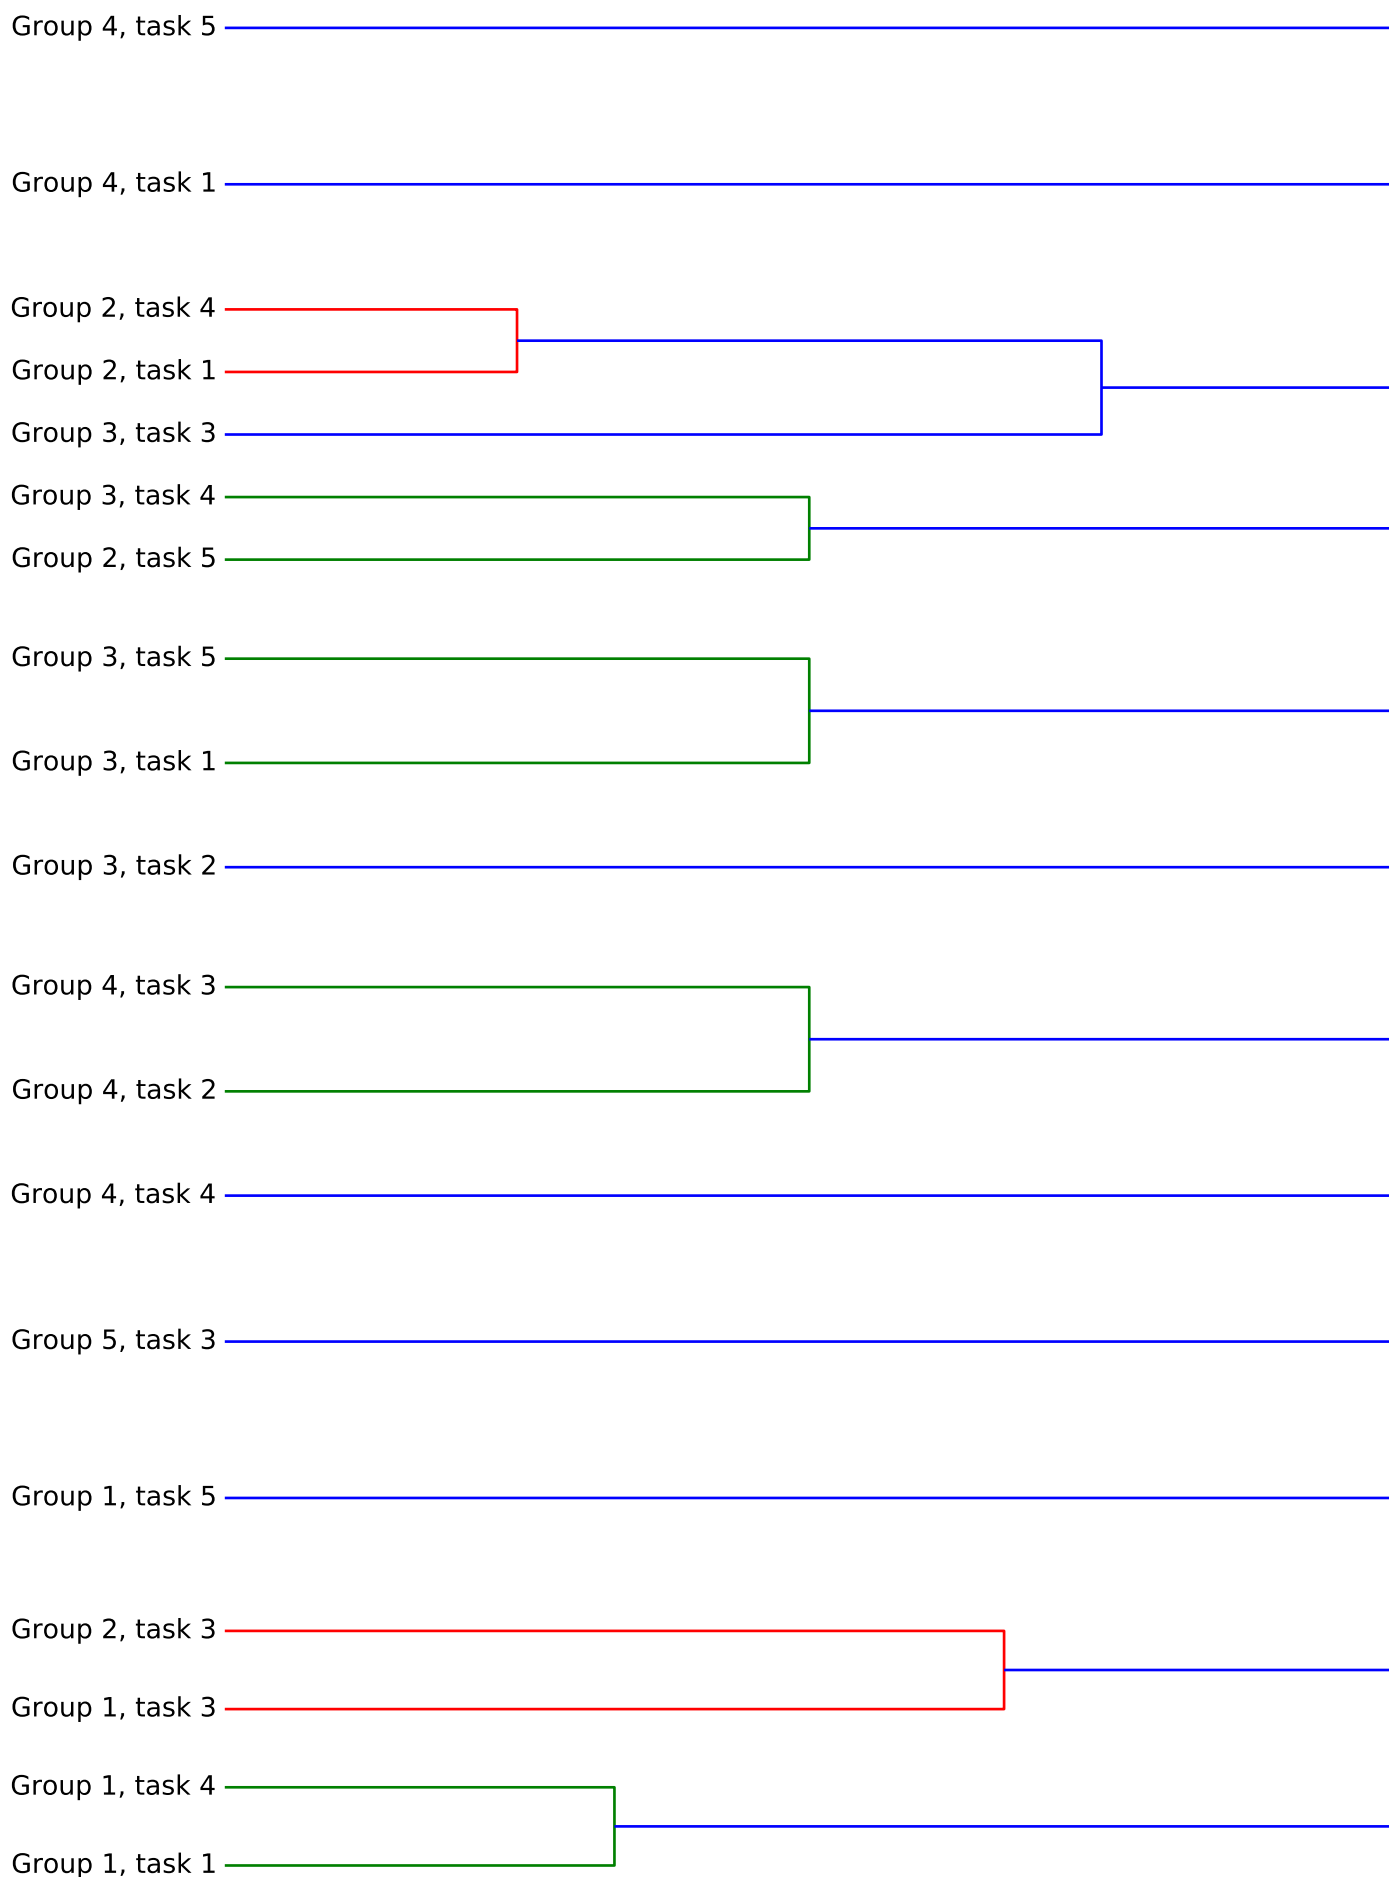 Group 4, task 5
Group 4, task 1
Group 2, task 4
Group 2, task 1
Group 3, task 3
Group 3, task 4
Group 2, task 5
Group 3, task 5
Group 3, task 1
Group 3, task 2
Group 4, task 3
Group 4, task 2
Group 4, task 4
Group 5, task 3
Group 1, task 5
Group 2, task 3
Group 1, task 3
Group 1, task 4
Group 1, task 1